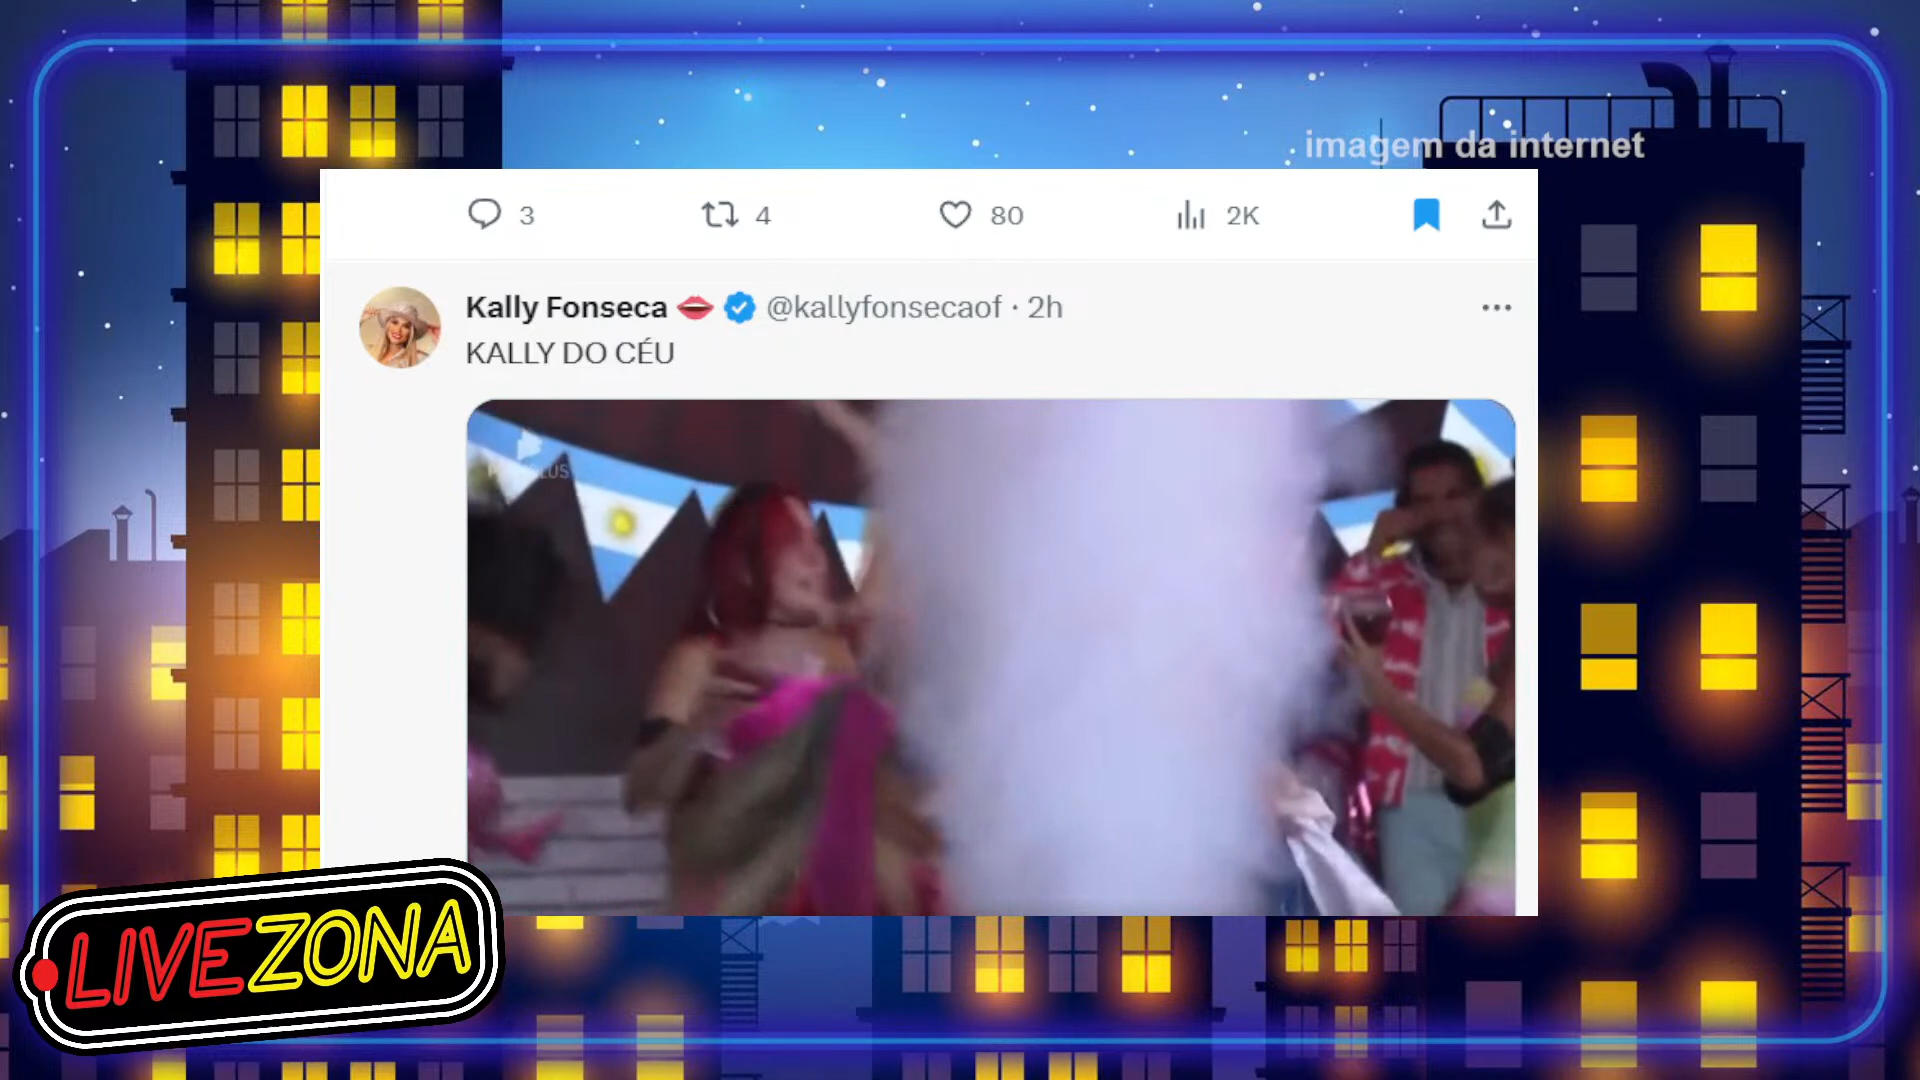 imagem da internet
3 4 80 2K
Kally Fonseca @kallyfonsecaof · 2h
KALLY DO CÉU
LIVEZONA